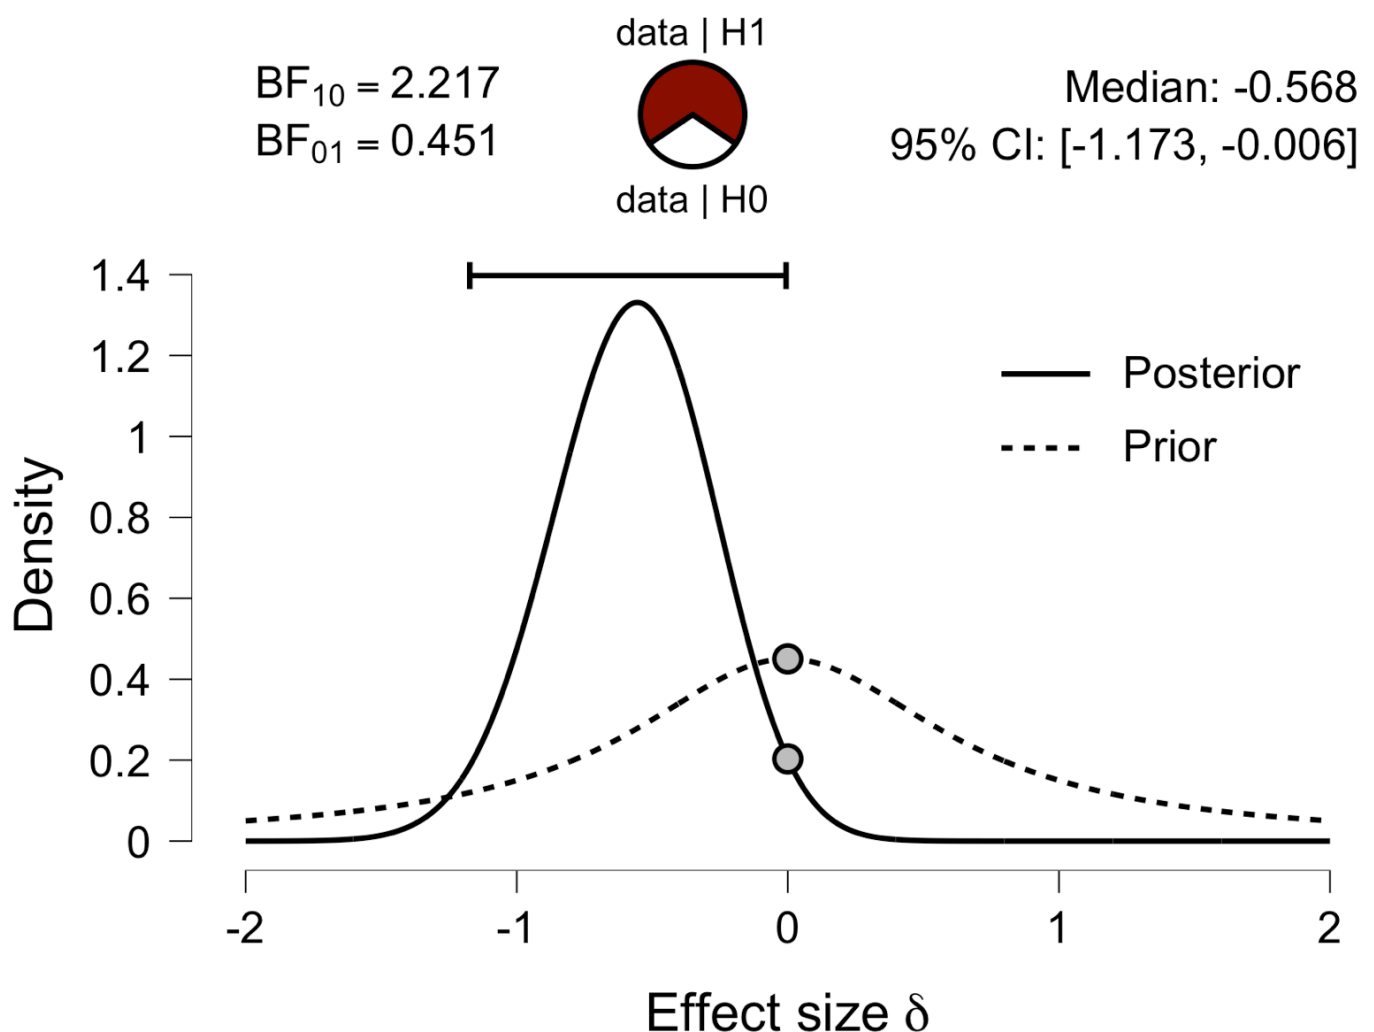 data | H1
BF10 = 2.217
BF01 = 0.451
Median: -0.568
95% CI: [-1.173, -0.006]
data | H0
1.4
1.2
1
0.8
0.6
0.4
0.2
0
Density
Posterior
Prior
-2 -1 0 1 2
Effect size δ